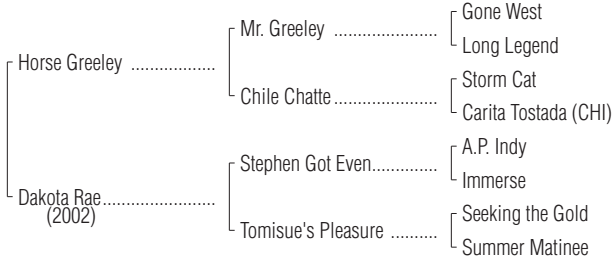 Gone West
Mr. Greeley ..................
Long Legend
Horse Greeley ..................
Storm Cat
Chile Chatte..................
Carita Tostada (CHI)
A.P. Indy
Stephen Got Even..............
Immerse
Dakota Rae......................
(2002)
Seeking the Gold
Tomisue's Pleasure ..........
Summer Matinee